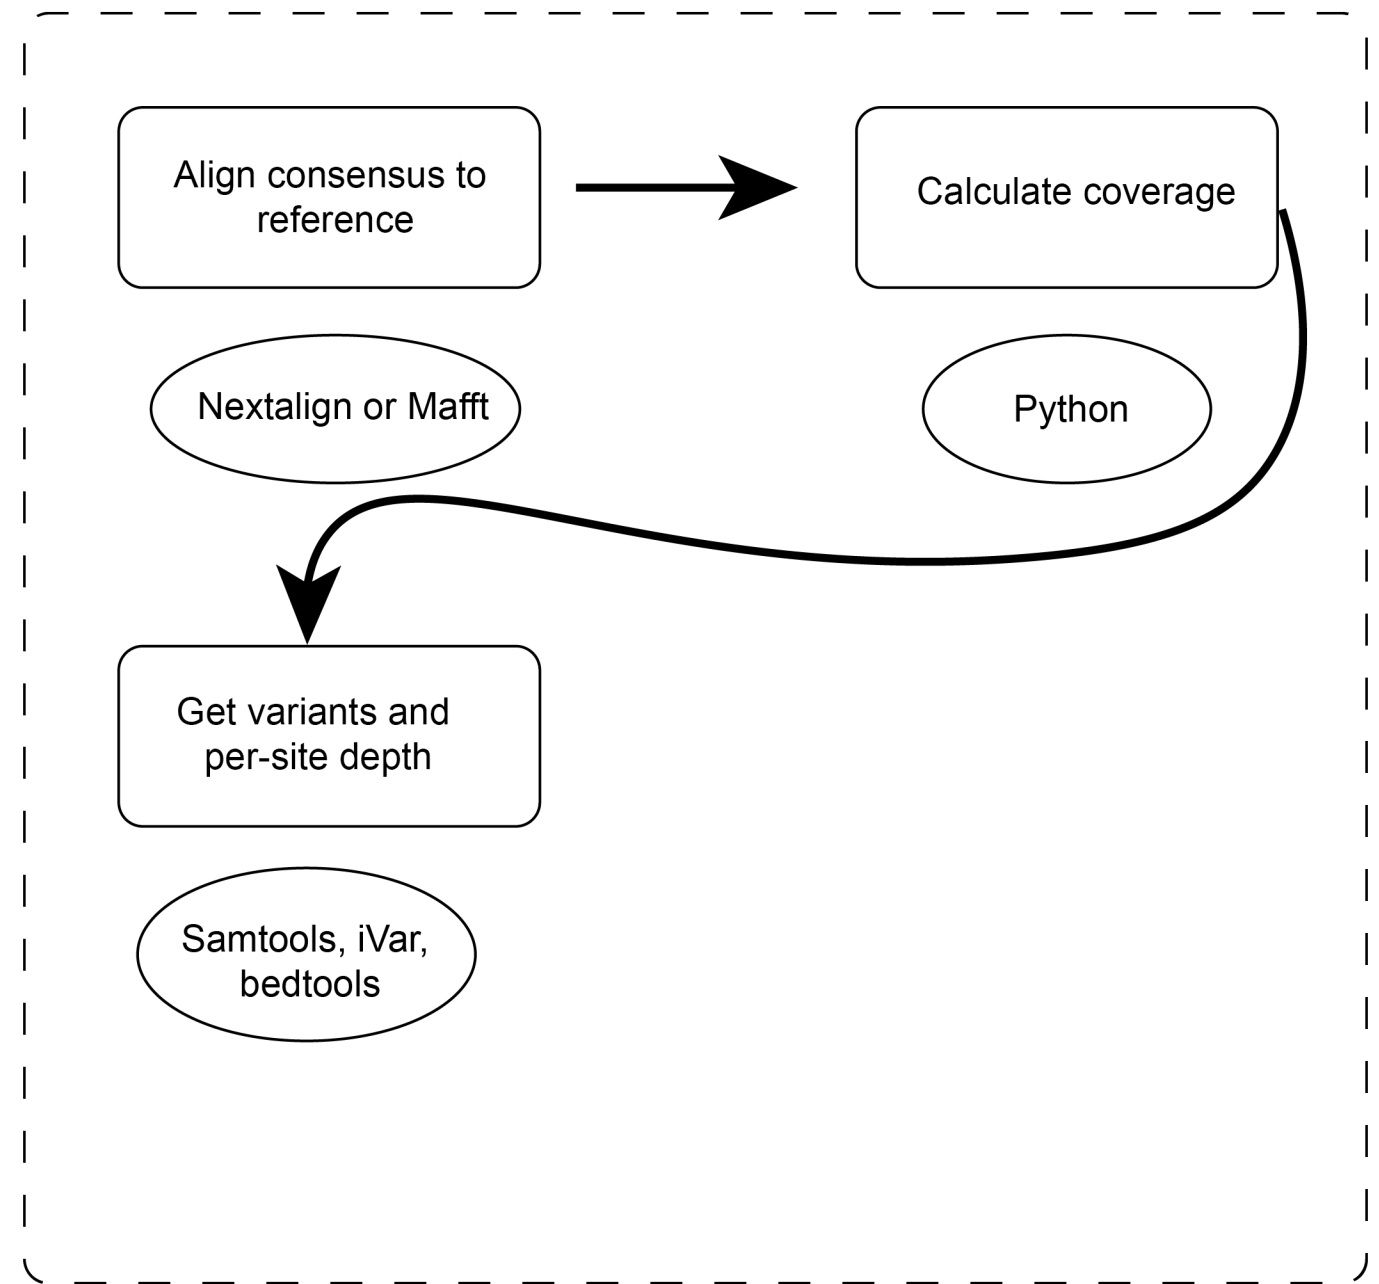 Align consensus to
reference
Calculate coverage
Nextalign or Mafft
Python
Get variants and
per-site depth
Samtools, iVar,
bedtools